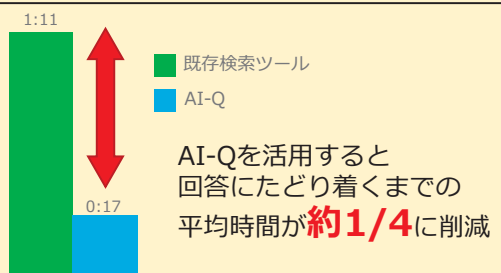 1:11
既存検索ツール
AI-Q
0:17
AI-Qを活用すると
回答にたどり着くまでの
平均時間が約1/4に削減